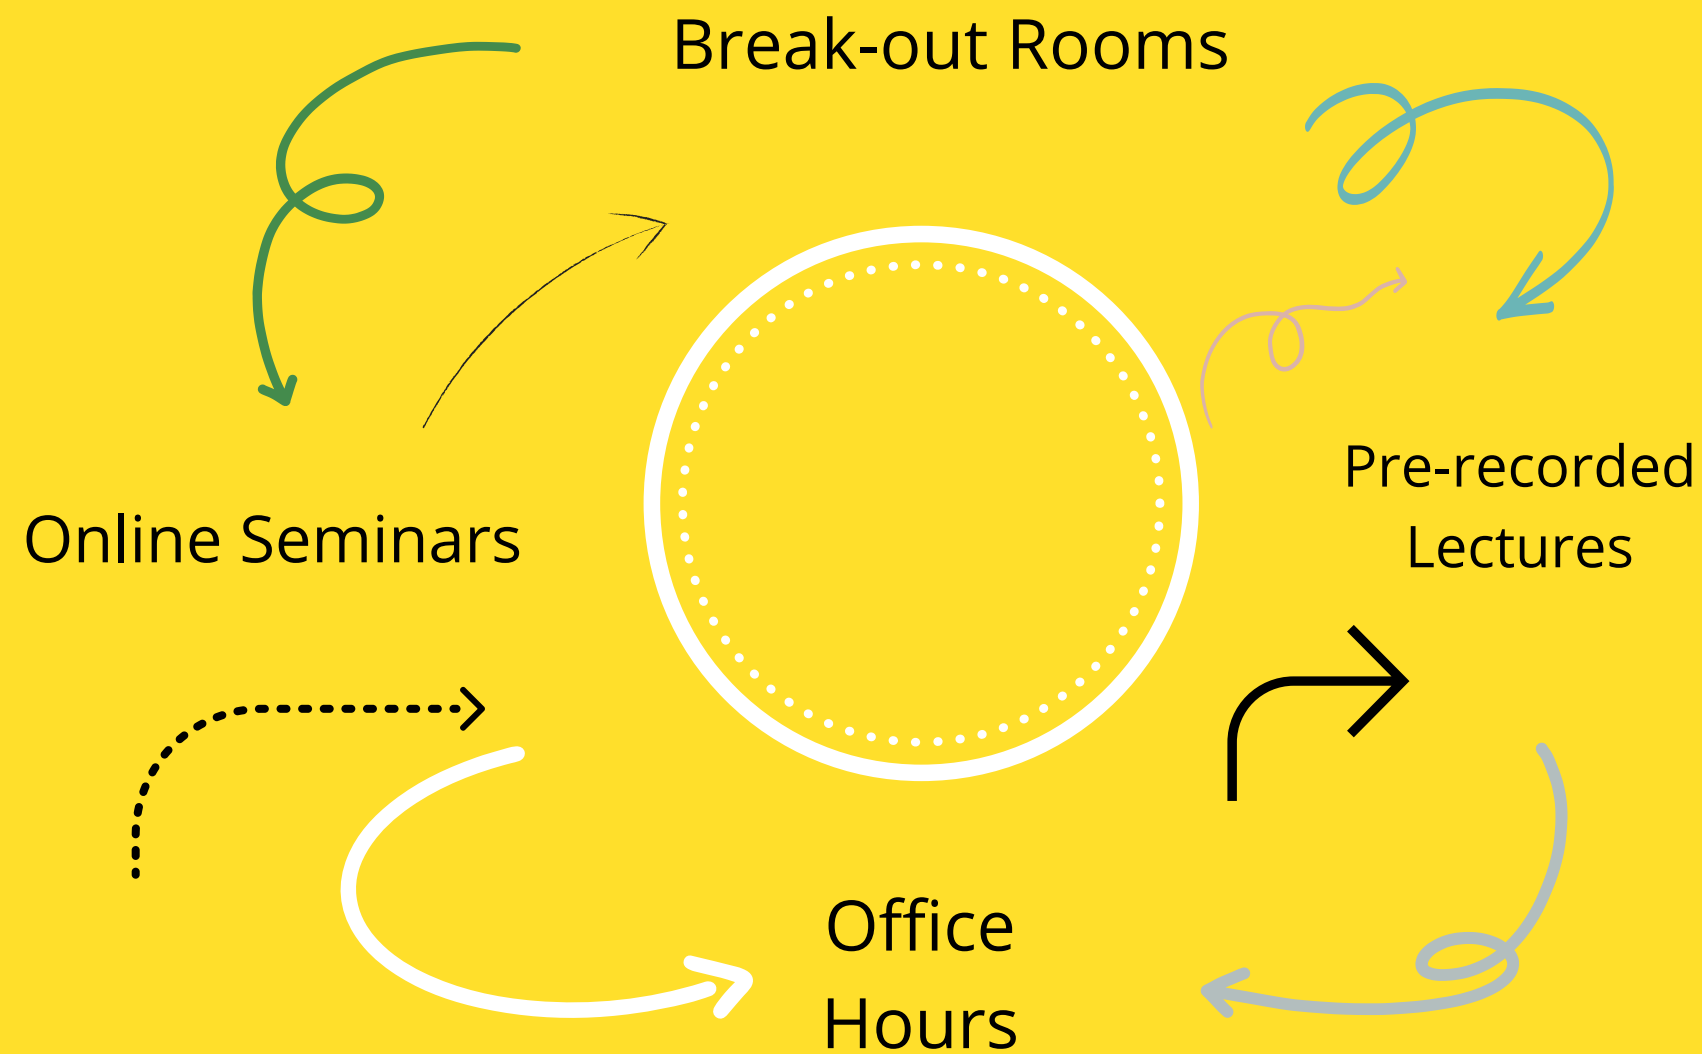 Break-out Rooms
Online Seminars
Pre-recorded
Lectures
Office
Hours